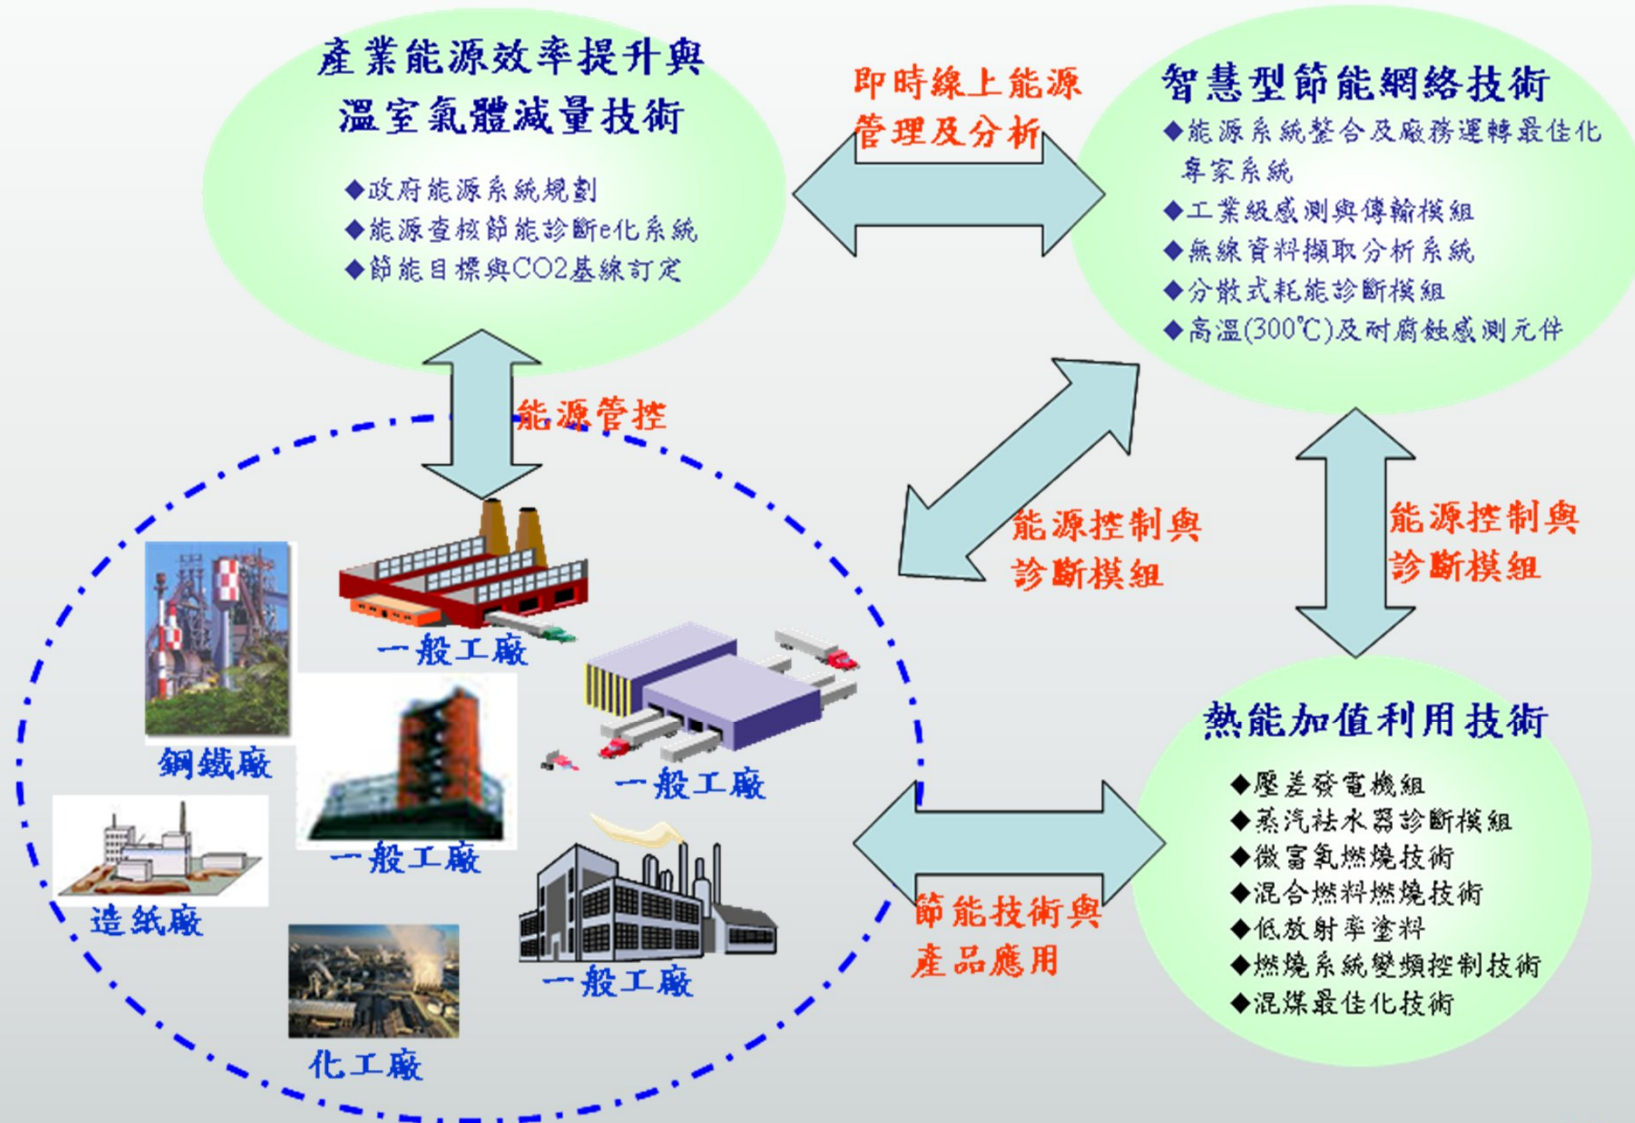 產業能源效率提升與
溫室氣體減量技術
◆政府能源系統規劃
◆能源查核節能診斷e化系統
◆節能目標與CO2基線訂定
即時線上能源
管理及分析
智慧型節能網絡技術
◆能源系統整合及廠務運轉最佳化
專家系統
◆工業級感測與傳輸模組
◆無線資料擷取分析系統
◆分散式耗能診斷模組
◆高溫(300℃)及耐腐蝕感測元件
能源管控
能源控制與
診斷模組
能源控制與
診斷模組
一般工廠
鋼鐵廠
一般工廠
一般工廠
造紙廠
一般工廠
化工廠
節能技術與
產品應用
熱能加值利用技術
◆壓差發電機組
◆蒸汽祛水器診斷模組
◆微富氧燃燒技術
◆混合燃料燃燒技術
◆低放射率塗料
◆燃燒系統變頻控制技術
◆混煤最佳化技術